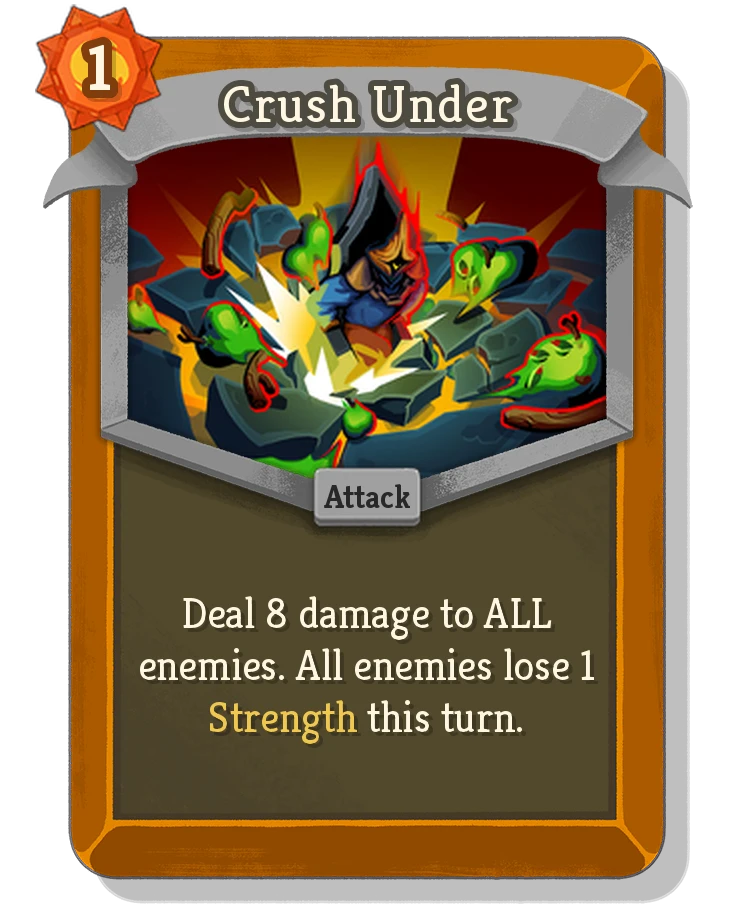 1
Crush Under
Attack
Deal 8 damage to ALL
enemies. All enemies lose 1
Strength this turn.